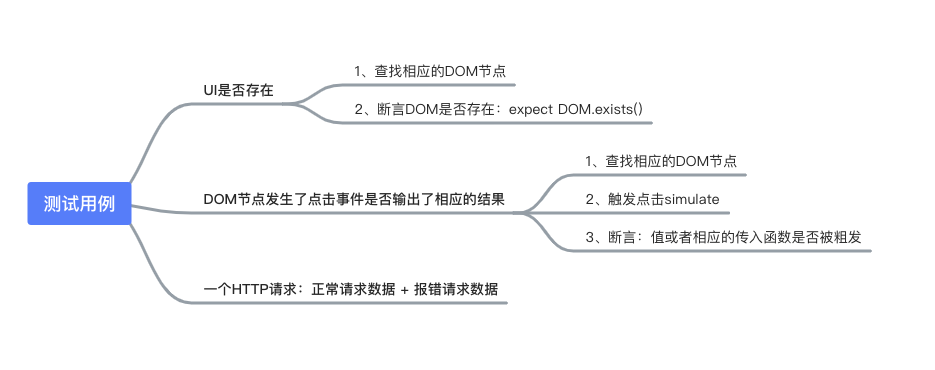 测试用例
UI是否存在
1、查找相应的DOM节点
2、断言DOM是否存在：expect DOM.exists()
DOM节点发生了点击事件是否输出了相应的结果
1、查找相应的DOM节点
2、触发点击simulate
3、断言：值或者相应的传入函数是否被粗发
一个HTTP请求：正常请求数据 + 报错请求数据